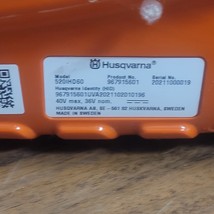 Husqvarna
Model Product No. Serial No.
520iHD60 967915601 20211000019
Husqvarna Identity (HID)
967915601UVA2021102010196
40V max, 36V nom.
HUSQVARNA AB, SE - 561 82 HUSKVARNA, SWEDEN
MADE IN SWEDEN